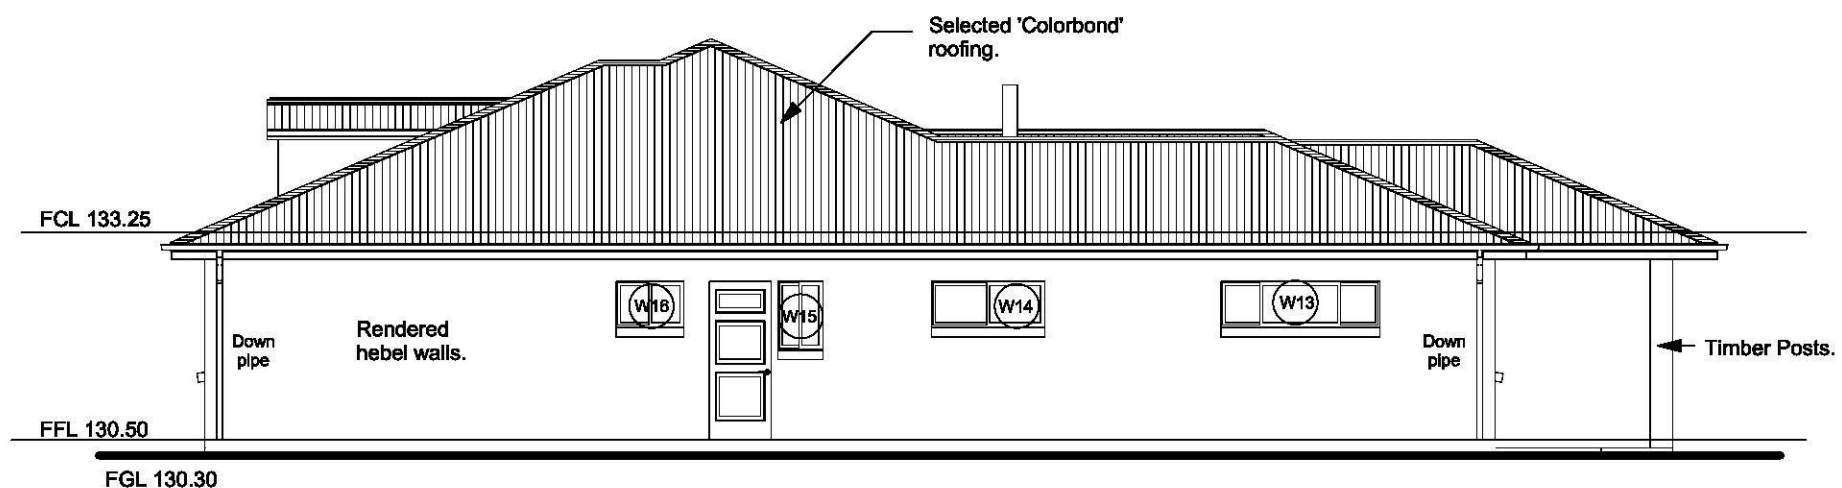 Selected 'Colorbond'
roofing.
FCL 133.25
W16
W15
W14
W13
Rendered
hebel walls.
Down
pipe
Down
pipe
Timber Posts.
FFL 130.50
FGL 130.30